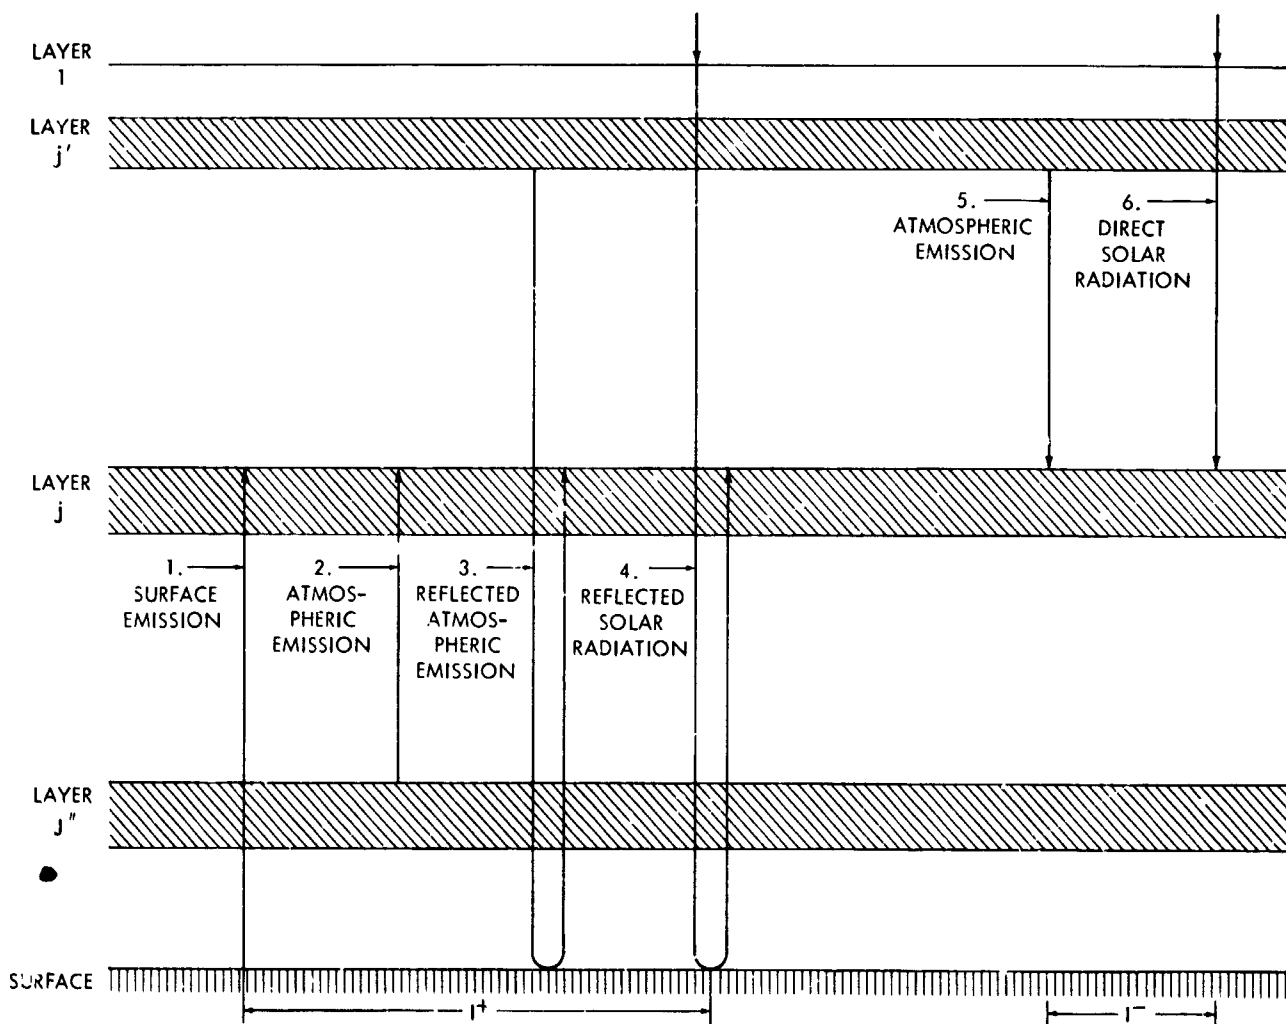 LAYER
1
LAYER
j'
5.
ATMOSPHERIC
EMISSION
6.
DIRECT
SOLAR
RADIATION
LAYER
j
1.
SURFACE
EMISSION
2.
ATMOS-
PHERIC
EMISSION
3.
REFLECTED
ATMOS-
PHERIC
EMISSION
4.
REFLECTED
SOLAR
RADIATION
LAYER
J"
SURFACE
I+
I−